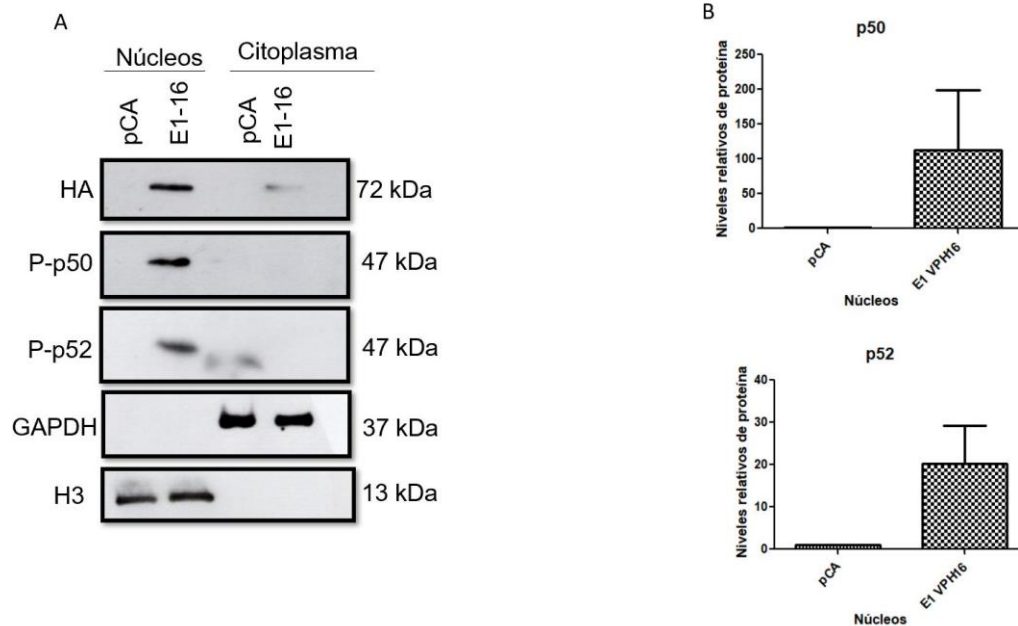 A
Núcleos
Citoplasma
pCA
E1-16
pCA
E1-16
HA
72 kDa
P-p50
47 kDa
P-p52
47 kDa
GAPDH
37 kDa
H3
13 kDa
B
p50
Niveles relativos de proteína
250
200
150
100
50
0
pCA
E1 VPH16
Núcleos
p52
Niveles relativos de proteína
40
30
20
10
0
pCA
E1 VPH16
Núcleos